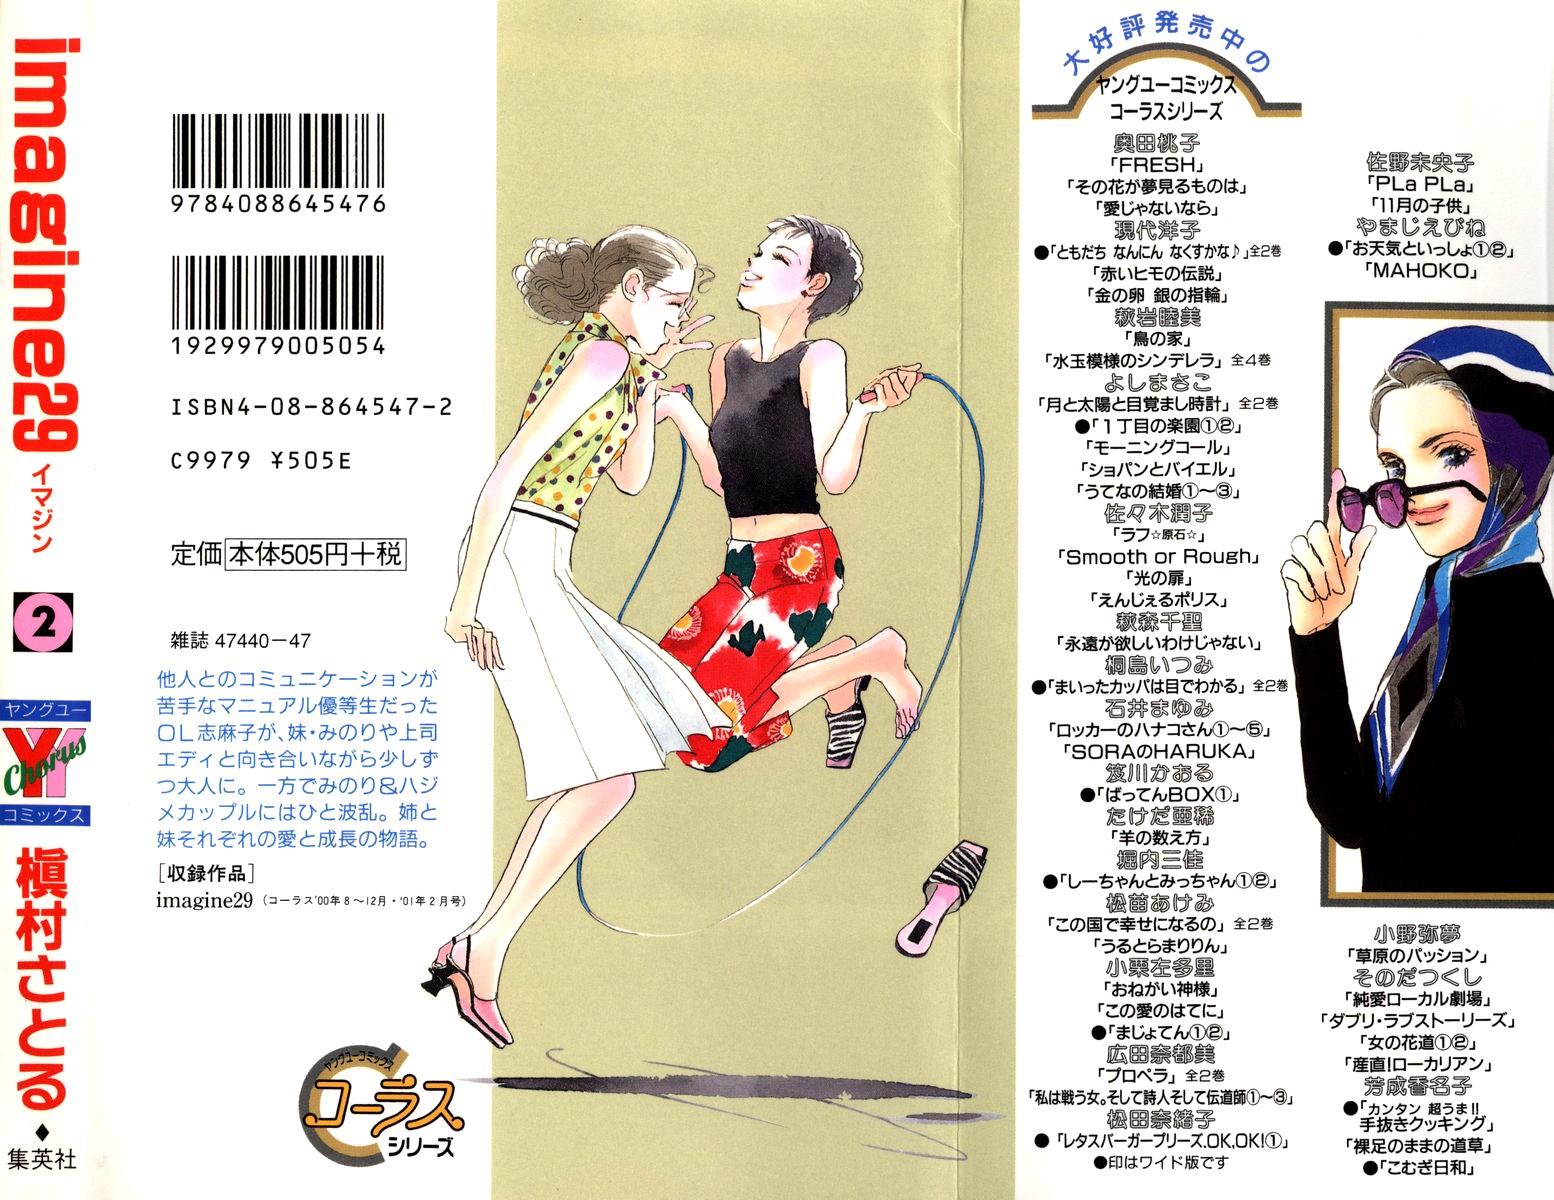 imagine29
イマジン
2
ヤングユー
YY
Chorus
コミックス
槇村さとる
◆
集英社
9784088645476
1929979005054
ISBN4-08-864547-2
C9979 ¥505E
定価 本体505円+税
雑誌 47440-47
他人とのコミュニケーションが
苦手なマニュアル優等生だった
OL志麻子が、妹・みのりや上司
エディと向き合いながら少しず
つ大人に。一方でみのり&ハジ
メカップルにはひと波乱。姉と
妹それぞれの愛と成長の物語。
[収録作品]
imagine29(コーラス'00年8〜12月・'01年2月号)
ヤングユーコミックス
コーラス
シリーズ
大好評発売中の
ヤングユーコミックス
コーラスシリーズ
奥田桃子
「FRESH」
「その花が夢見るものは」
「愛じゃないなら」
現代洋子
●「ともだち なんにん なくすかな♪」全2巻
「赤いヒモの伝説」
「金の卵 銀の指輪」
萩岩睦美
「鳥の家」
「水玉模様のシンデレラ」全4巻
よしまさこ
「月と太陽と目覚まし時計」全2巻
●「1丁目の楽園①②」
「モーニングコール」
「ショパンとバイエル」
「うてなの結婚①〜③」
佐々木潤子
「ラフ☆原石☆」
「Smooth or Rough」
「光の扉」
「えんじぇるポリス」
萩森千聖
「永遠が欲しいわけじゃない」
桐島いつみ
●「まいったカッパは目でわかる」全2巻
石井まゆみ
「ロッカーのハナコさん①〜⑤」
「SORAのHARUKA」
笈川かおる
●「ばってんBOX①」
たけだ亜稀
「羊の数え方」
堀内三佳
●「しーちゃんとみっちゃん①②」
松苗あけみ
「この国で幸せになるの」全2巻
「うるとらまりりん」
小栗左多里
「おねがい神様」
「この愛のはてに」
●「まじょてん①②」
広田奈都美
「プロペラ」全2巻
「私は戦う女。そして詩人そして伝道師①〜③」
松田奈緒子
●「レタスバーガープリーズ.OK,OK!①」
●印はワイド版です
佐野未央子
「PLa PLa」
「11月の子供」
やまじえびね
●「お天気といっしょ①②」
「MAHOKO」
小野弥夢
「草原のパッション」
そのだつくし
「純愛ローカル劇場」
「ダブリ・ラブストーリーズ」
「女の花道①②」
「産直!ローカリアン」
芳成香名子
●「カンタン 超うま!!
手抜きクッキング」
「裸足のままの道草」
●「こむぎ日和」